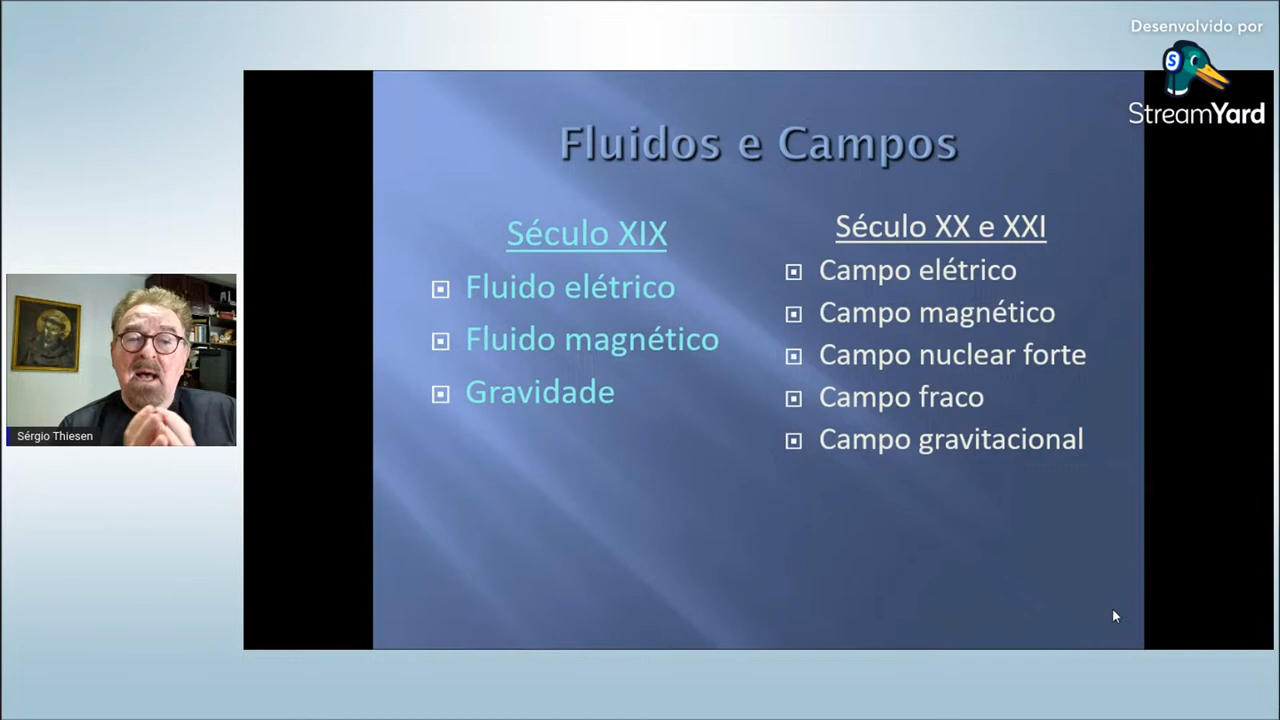 Desenvolvido por
StreamYard
Fluidos e Campos
Século XIX
Fluido elétrico
Fluido magnético
Gravidade
Século XX e XXI
Campo elétrico
Campo magnético
Campo nuclear forte
Campo fraco
Campo gravitacional
Sérgio Thiesen